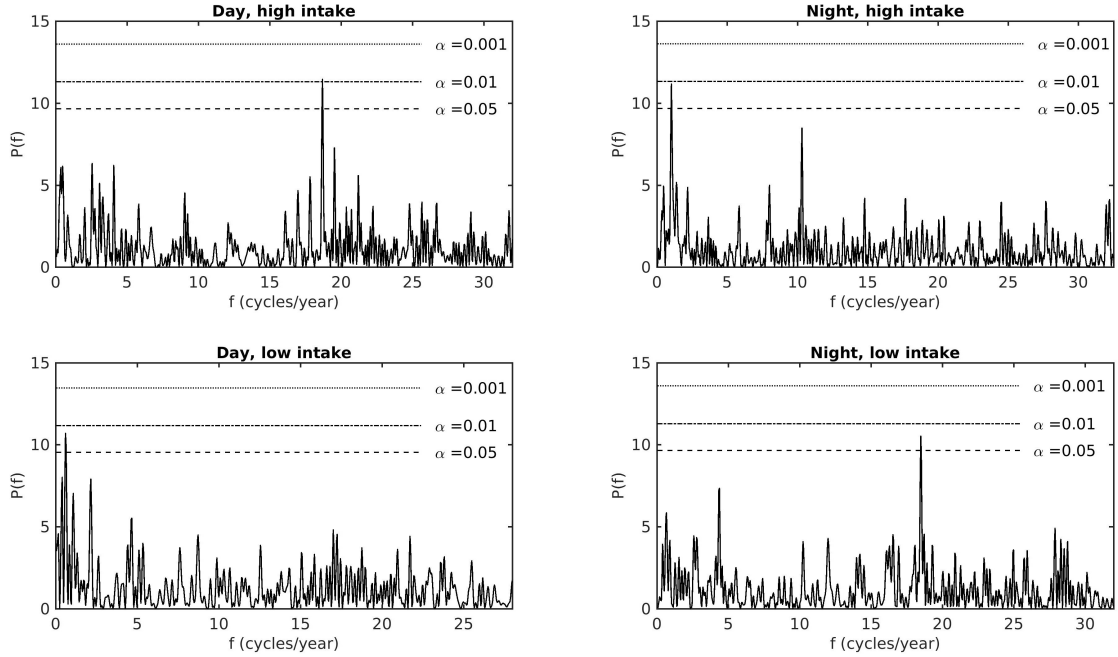 Day, high intake
15
10
5
0
P(f)
α =0.001
α =0.01
α =0.05
0 5 10 15 20 25 30
f (cycles/year)
Night, high intake
15
10
5
0
P(f)
α =0.001
α =0.01
α =0.05
0 5 10 15 20 25 30
f (cycles/year)
Day, low intake
15
10
5
0
P(f)
α =0.001
α =0.01
α =0.05
0 5 10 15 20 25
f (cycles/year)
Night, low intake
15
10
5
0
P(f)
α =0.001
α =0.01
α =0.05
0 5 10 15 20 25 30
f (cycles/year)